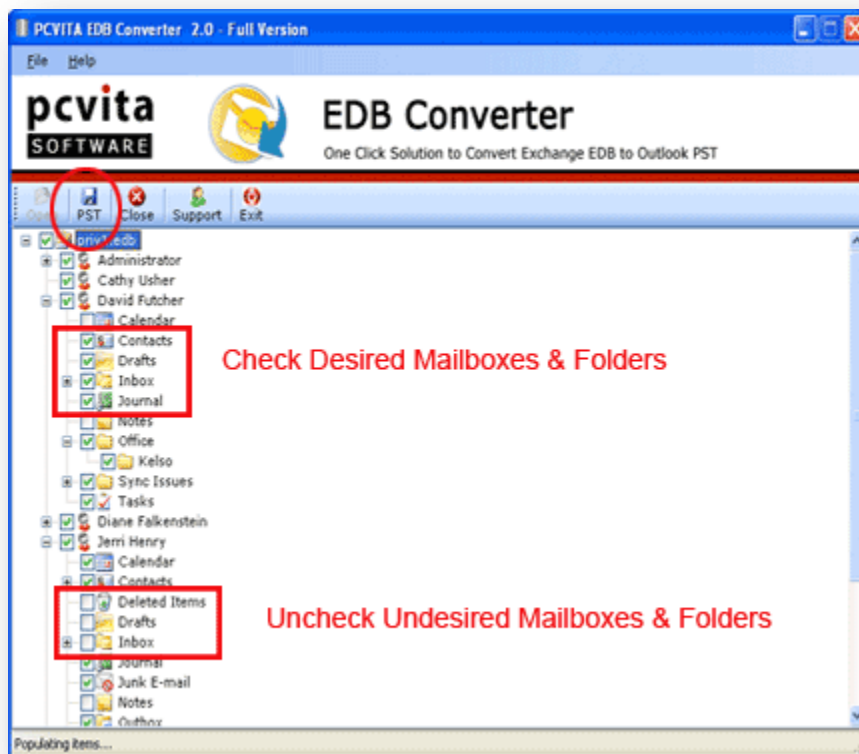 PCVITA EDB Converter 2.0 - Full Version
File Help
pcvita
SOFTWARE
EDB Converter
One Click Solution to Convert Exchange EDB to Outlook PST
Open PST Close Support Exit
priv1.edb
Administrator
Cathy Usher
David Futcher
Calendar
Contacts
Drafts
Inbox
Journal
Check Desired Mailboxes & Folders
Notes
Office
Kelso
Sync Issues
Tasks
Diane Falkenstein
Jerri Henry
Calendar
Contacts
Deleted Items
Drafts
Inbox
Uncheck Undesired Mailboxes & Folders
Journal
Junk E-mail
Notes
Outbox
Populating items....